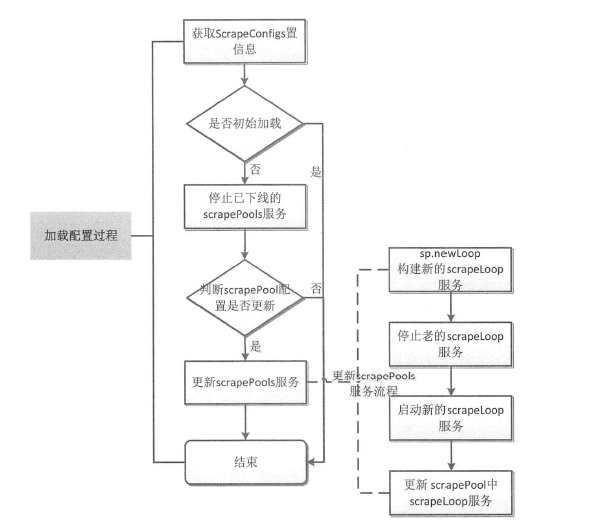 获取ScrapeConfigs置
信息
是否初始加载
是
否
停止已下线的
scrapePools服务
加载配置过程
判断scrapePool配
置是否更新
否
是
更新scrapePools服务
更新scrapePools
服务流程
结束
sp.newLoop
构建新的scrapeLoop
服务
停止老的scrapeLoop
服务
启动新的scrapeLoop
服务
更新 scrapePool中
scrapeLoop服务